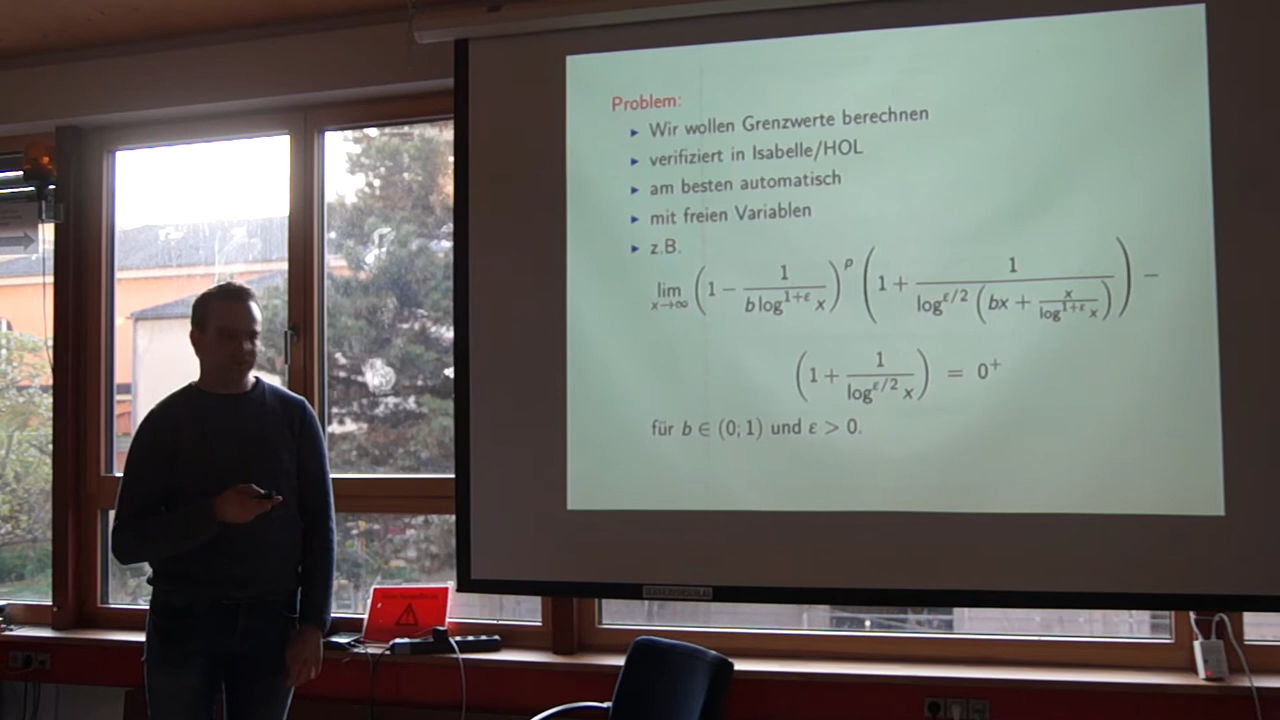 Problem:
▸ Wir wollen Grenzwerte berechnen
▸ verifiziert in Isabelle/HOL
▸ am besten automatisch
▸ mit freien Variablen
▸ z.B.
lim x→∞ (1 − 1/(b log^{1+ε} x))^p (1 + 1/(log^{ε/2} (bx + x/(log^{1+ε} x)))) −
(1 + 1/(log^{ε/2} x)) = 0⁺
für b ∈ (0; 1) und ε > 0.